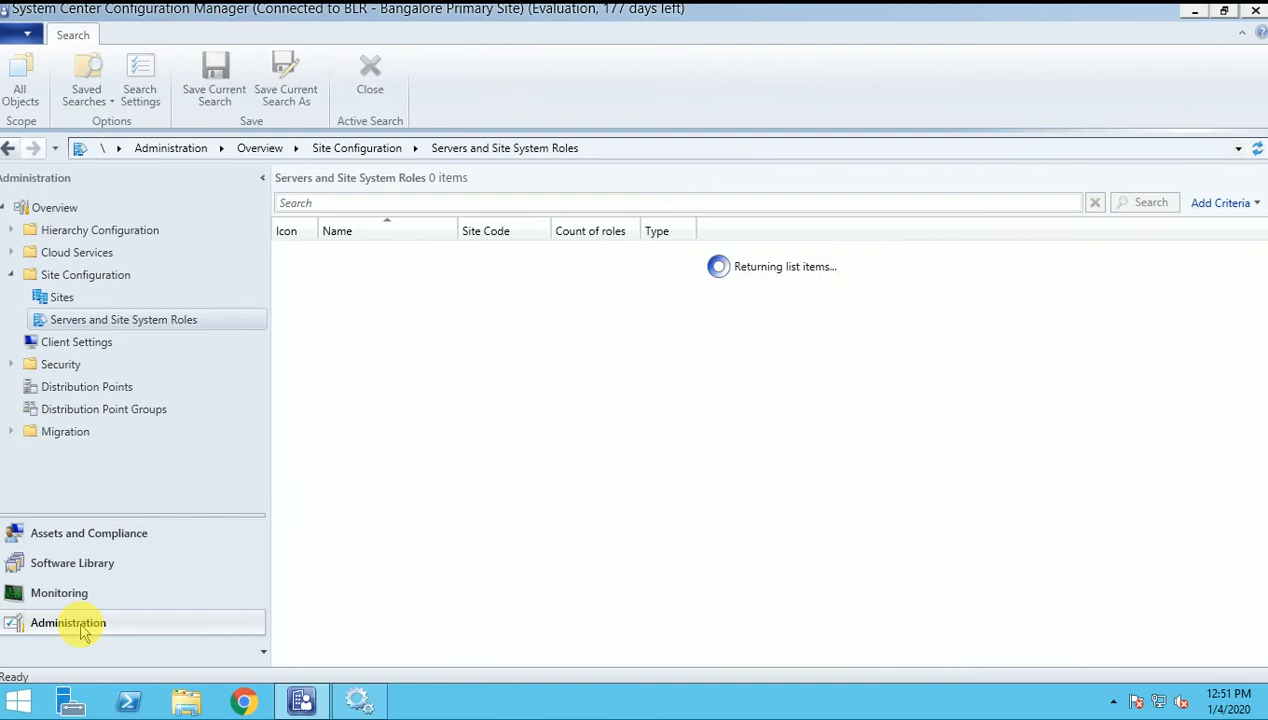 System Center Configuration Manager (Connected to BLR - Bangalore Primary Site) (Evaluation, 177 days left)
Search
All Objects
Saved Searches
Search Settings
Save Current Search
Save Current Search As
Close
Scope
Options
Save
Active Search
\ Administration Overview Site Configuration Servers and Site System Roles
Administration
Overview
Hierarchy Configuration
Cloud Services
Site Configuration
Sites
Servers and Site System Roles
Client Settings
Security
Distribution Points
Distribution Point Groups
Migration
Assets and Compliance
Software Library
Monitoring
Administration
Servers and Site System Roles 0 items
Search
Search
Add Criteria
Icon Name Site Code Count of roles Type
Returning list items...
Ready
12:51 PM
1/4/2020